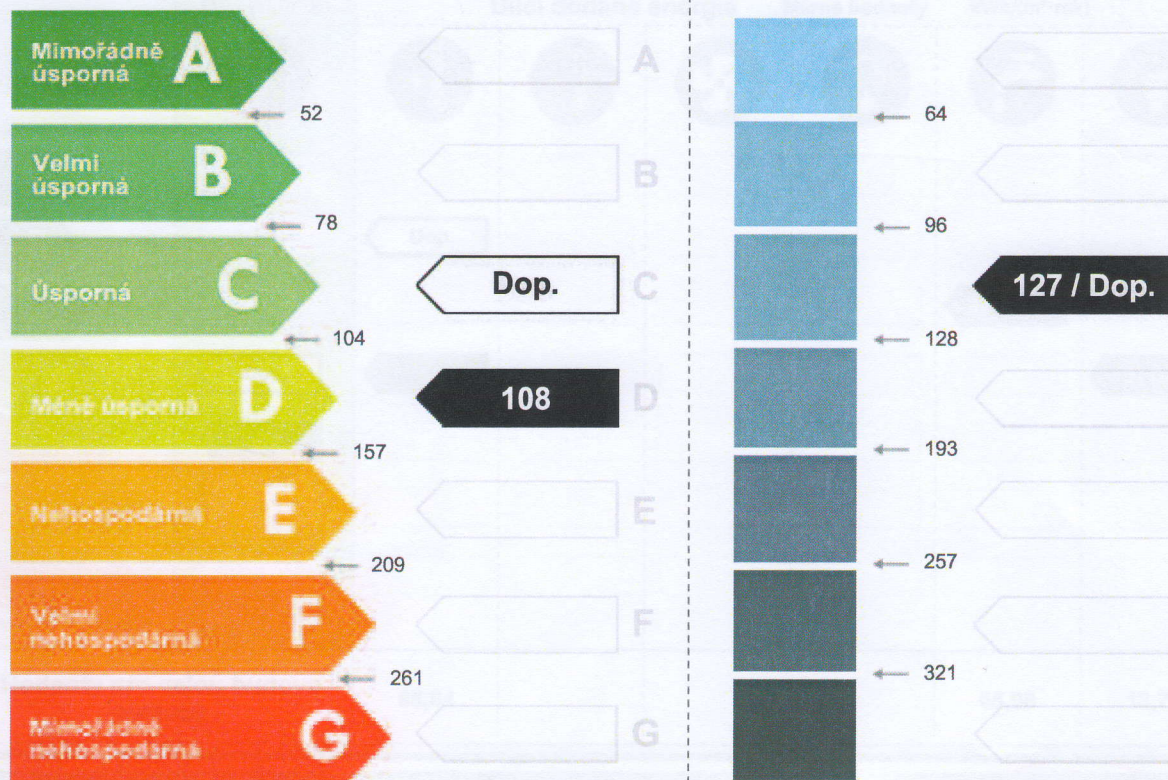 Mimořádně
úsporná
A
A
52
64
Velmi
úsporná
B
B
78
96
Úsporná
C
Dop.
C
127 / Dop.
104
128
Méně úsporná
D
108
D
157
193
Nehospodárná
E
E
209
257
Velmi
nehospodárná
F
F
261
321
Mimořádně
nehospodárná
G
G